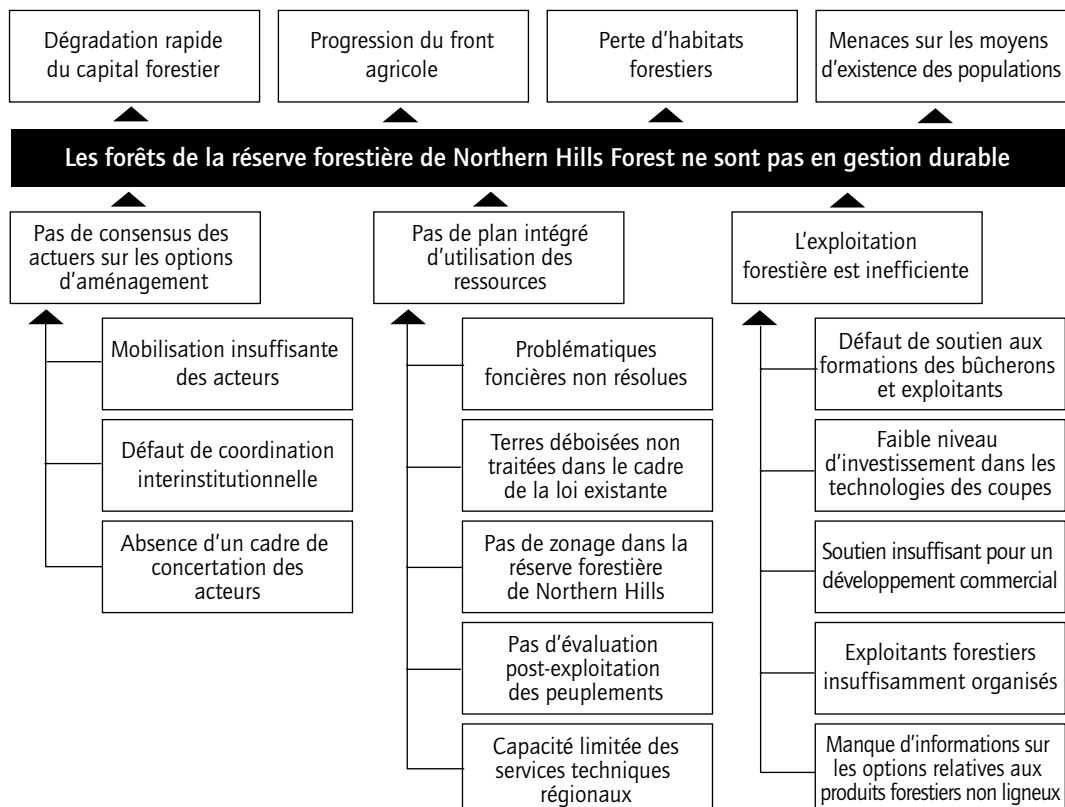 Dégradation rapide
du capital forestier
Progression du front
agricole
Perte d'habitats
forestiers
Menaces sur les moyens
d'existence des populations
Les forêts de la réserve forestière de Northern Hills Forest ne sont pas en gestion durable
Pas de consensus des
actuers sur les options
d'aménagement
Mobilisation insuffisante
des acteurs
Défaut de coordination
interinstitutionnelle
Absence d'un cadre de
concertation des
acteurs
Pas de plan intégré
d'utilisation des
ressources
Problématiques
foncières non résolues
Terres déboisées non
traitées dans le cadre
de la loi existante
Pas de zonage dans la
réserve forestière
de Northern Hills
Pas d'évaluation
post-exploitation
des peuplements
Capacité limitée des
services techniques
régionaux
L'exploitation
forestière est inefficiente
Défaut de soutien aux
formations des bûcherons
et exploitants
Faible niveau
d'investissement dans les
technologies des coupes
Soutien insuffisant pour un
développement commercial
Exploitants forestiers
insuffisamment organisés
Manque d'informations sur
les options relatives aux
produits forestiers non ligneux